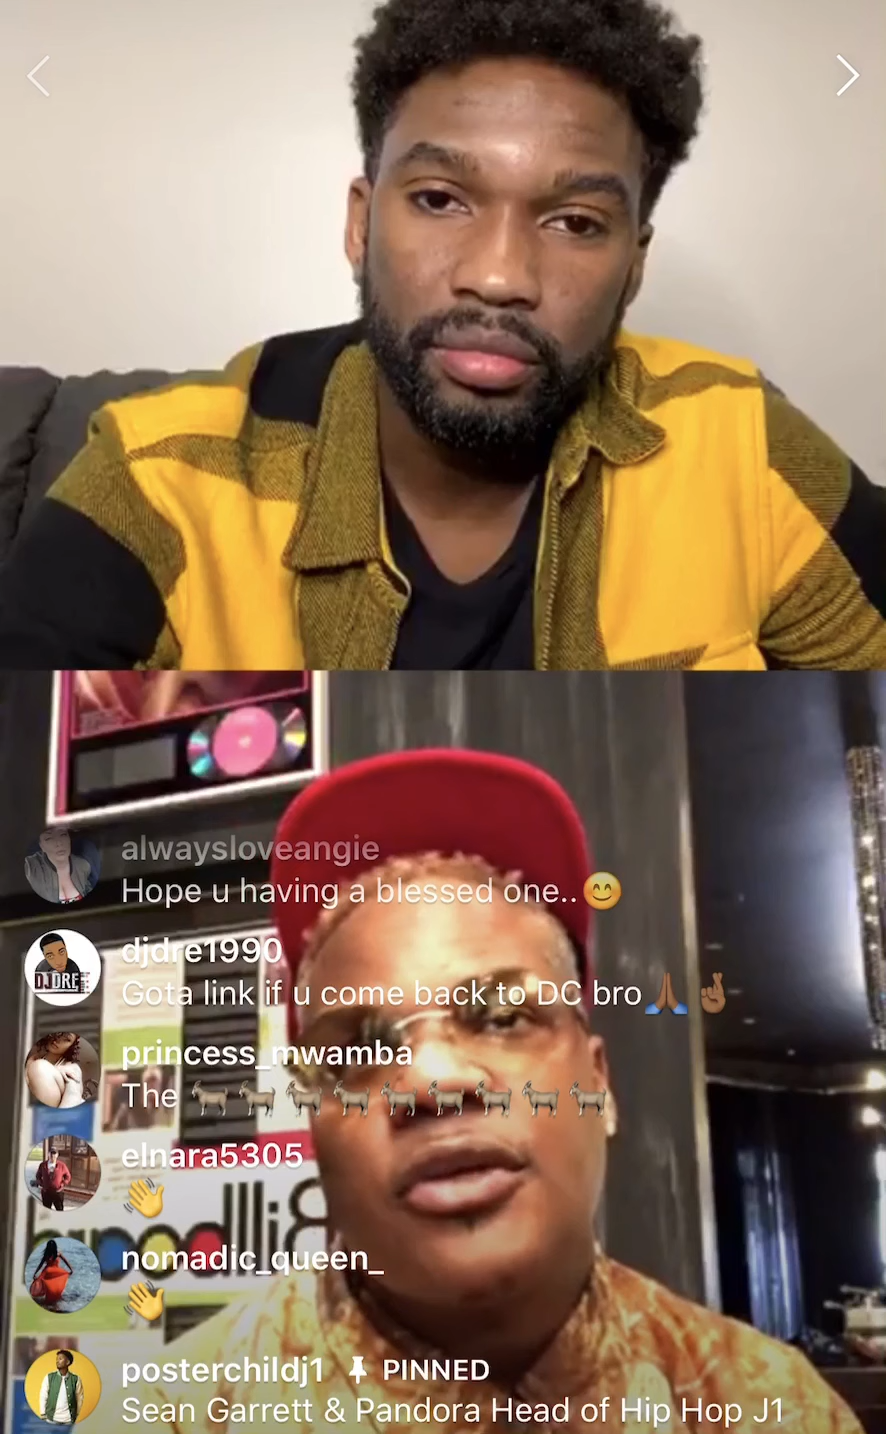 alwaysloveangie
Hope u having a blessed one..😊
djdre1990
DJDRE
Gota link if u come back to DC bro🙏🏾🤞🏾
princess_mwamba
The 🐐🐐🐐🐐🐐🐐🐐🐐🐐
elnara5305
👋
nomadic_queen_
👋
posterchildj1 📌 PINNED
Sean Garrett & Pandora Head of Hip Hop J1